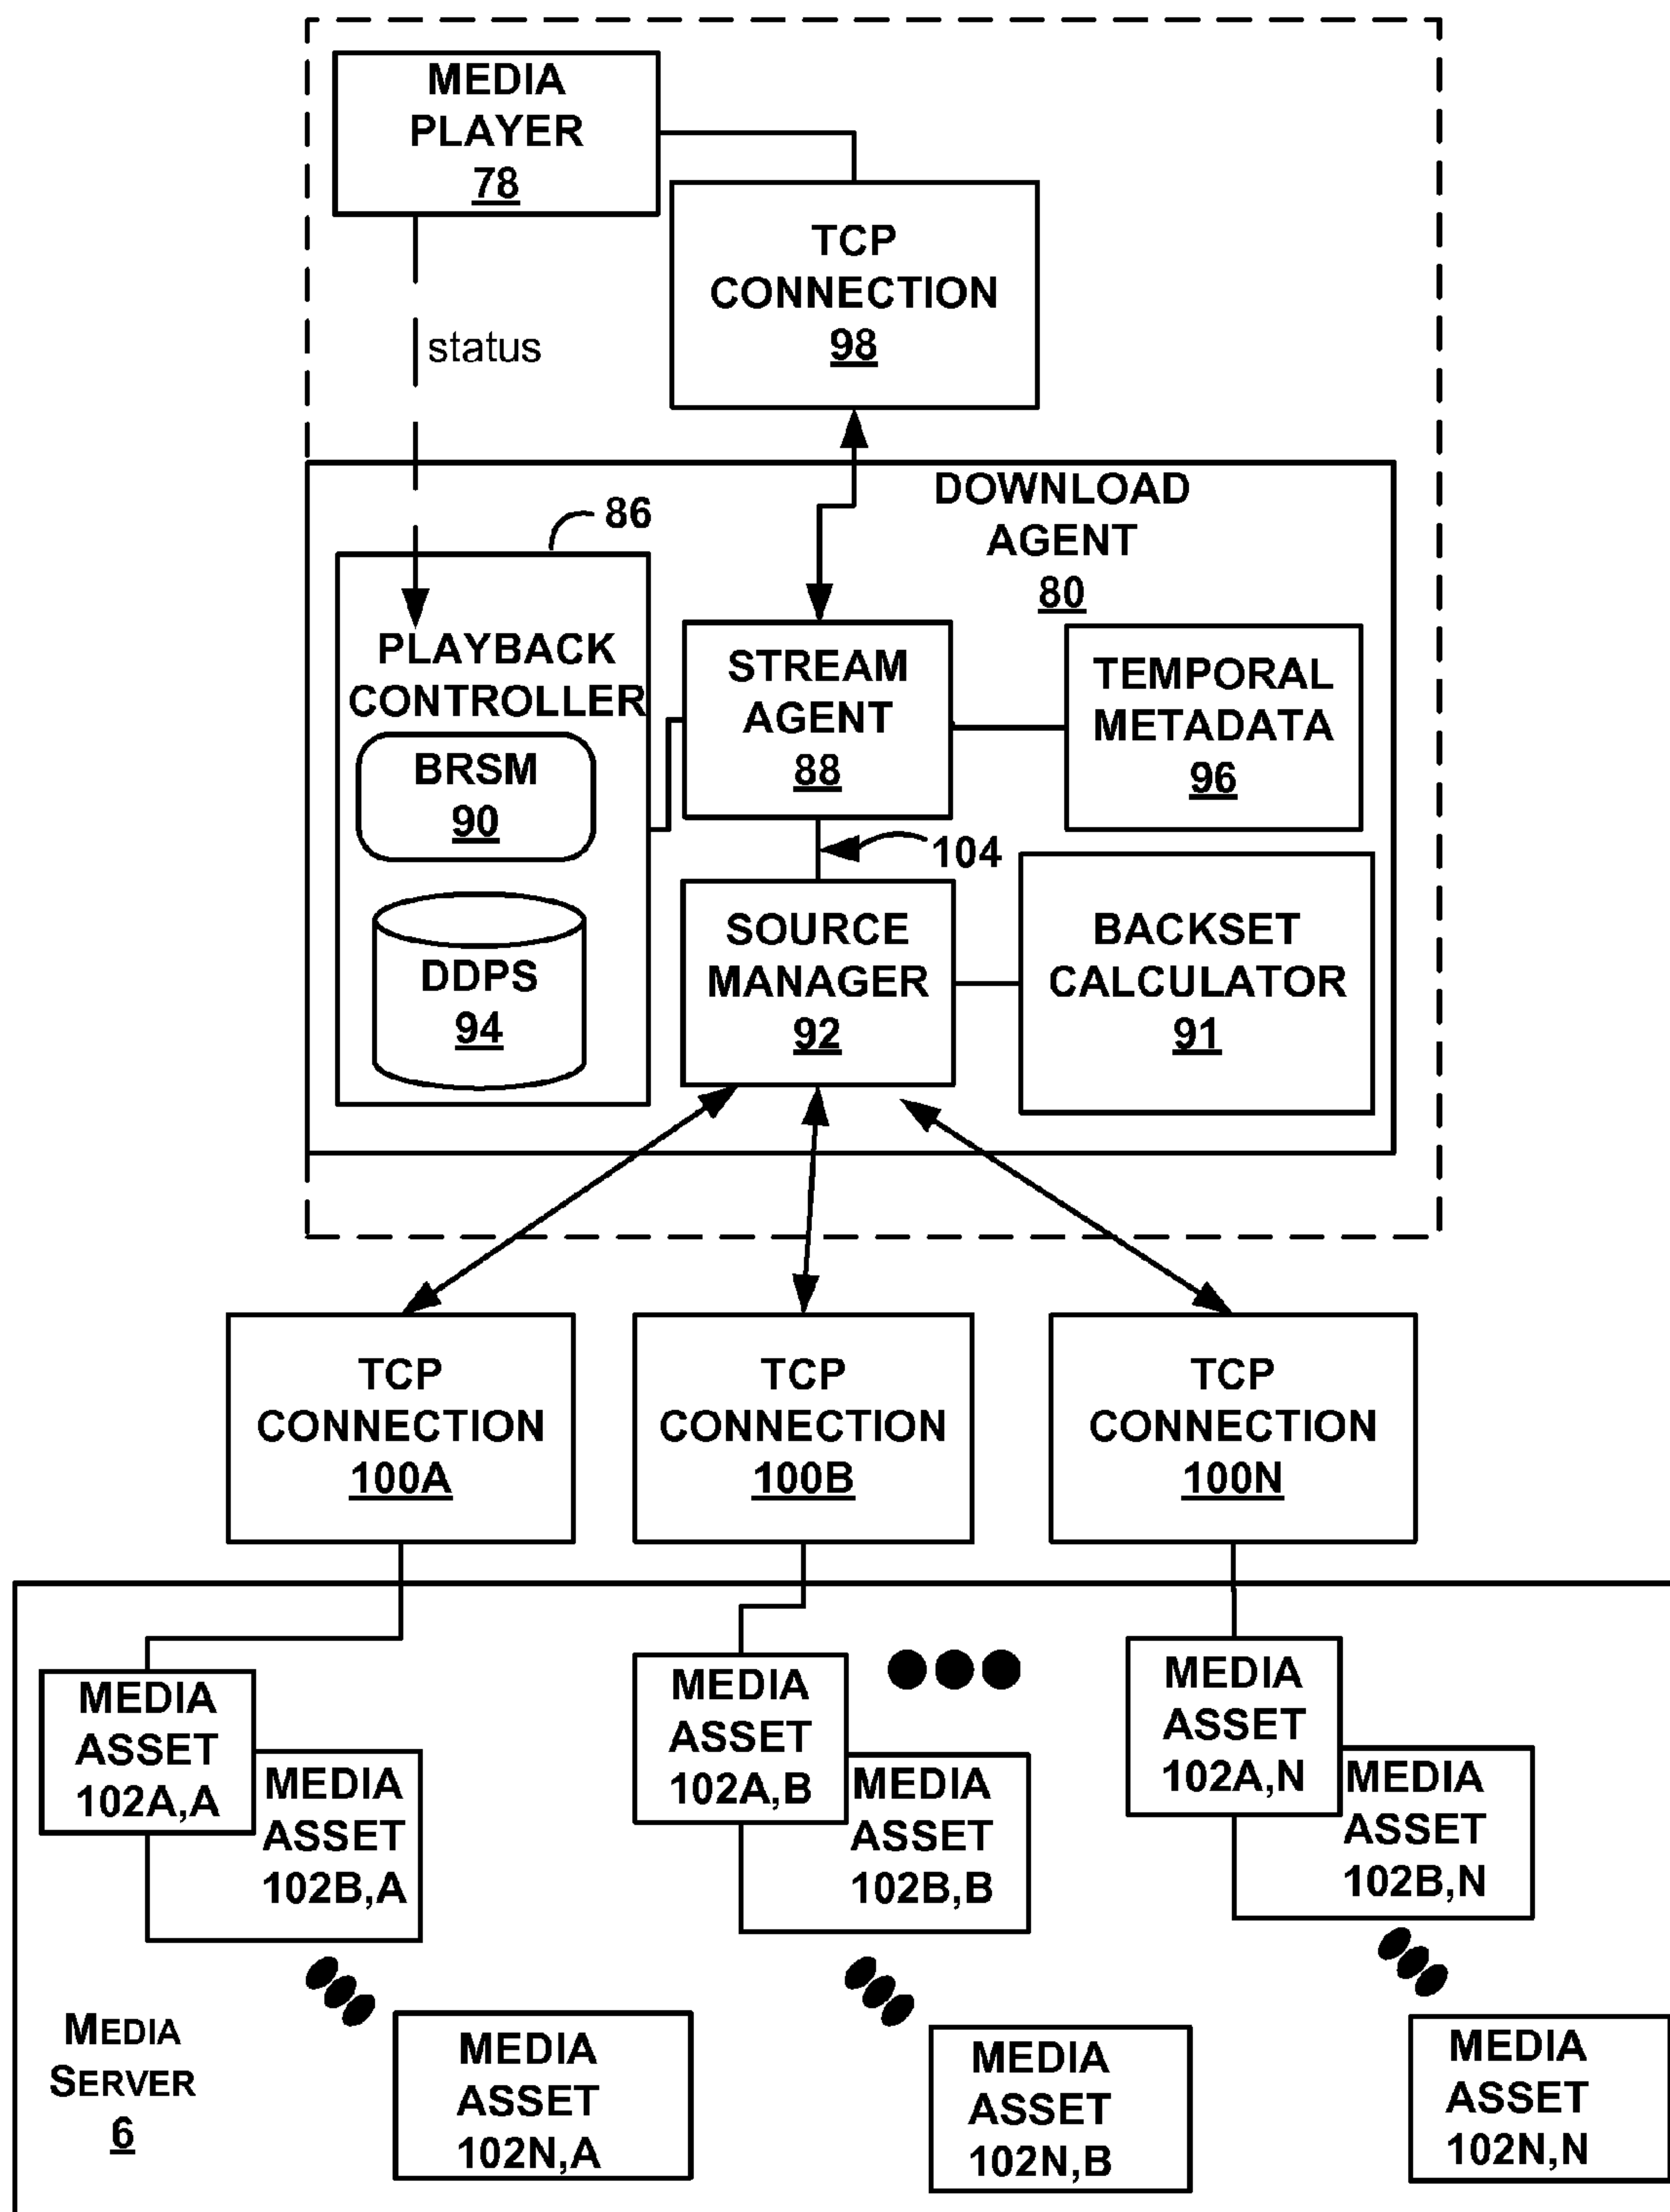 MEDIA
PLAYER
78
TCP
CONNECTION
98
status
DOWNLOAD
AGENT
80
86
PLAYBACK
CONTROLLER
BRSM
90
DDPS
94
STREAM
AGENT
88
TEMPORAL
METADATA
96
104
SOURCE
MANAGER
92
BACKSET
CALCULATOR
91
TCP
CONNECTION
100A
TCP
CONNECTION
100B
TCP
CONNECTION
100N
MEDIA
ASSET
102A,A
MEDIA
ASSET
102B,A
MEDIA
ASSET
102A,B
MEDIA
ASSET
102B,B
MEDIA
ASSET
102A,N
MEDIA
ASSET
102B,N
MEDIA
SERVER
6
MEDIA
ASSET
102N,A
MEDIA
ASSET
102N,B
MEDIA
ASSET
102N,N